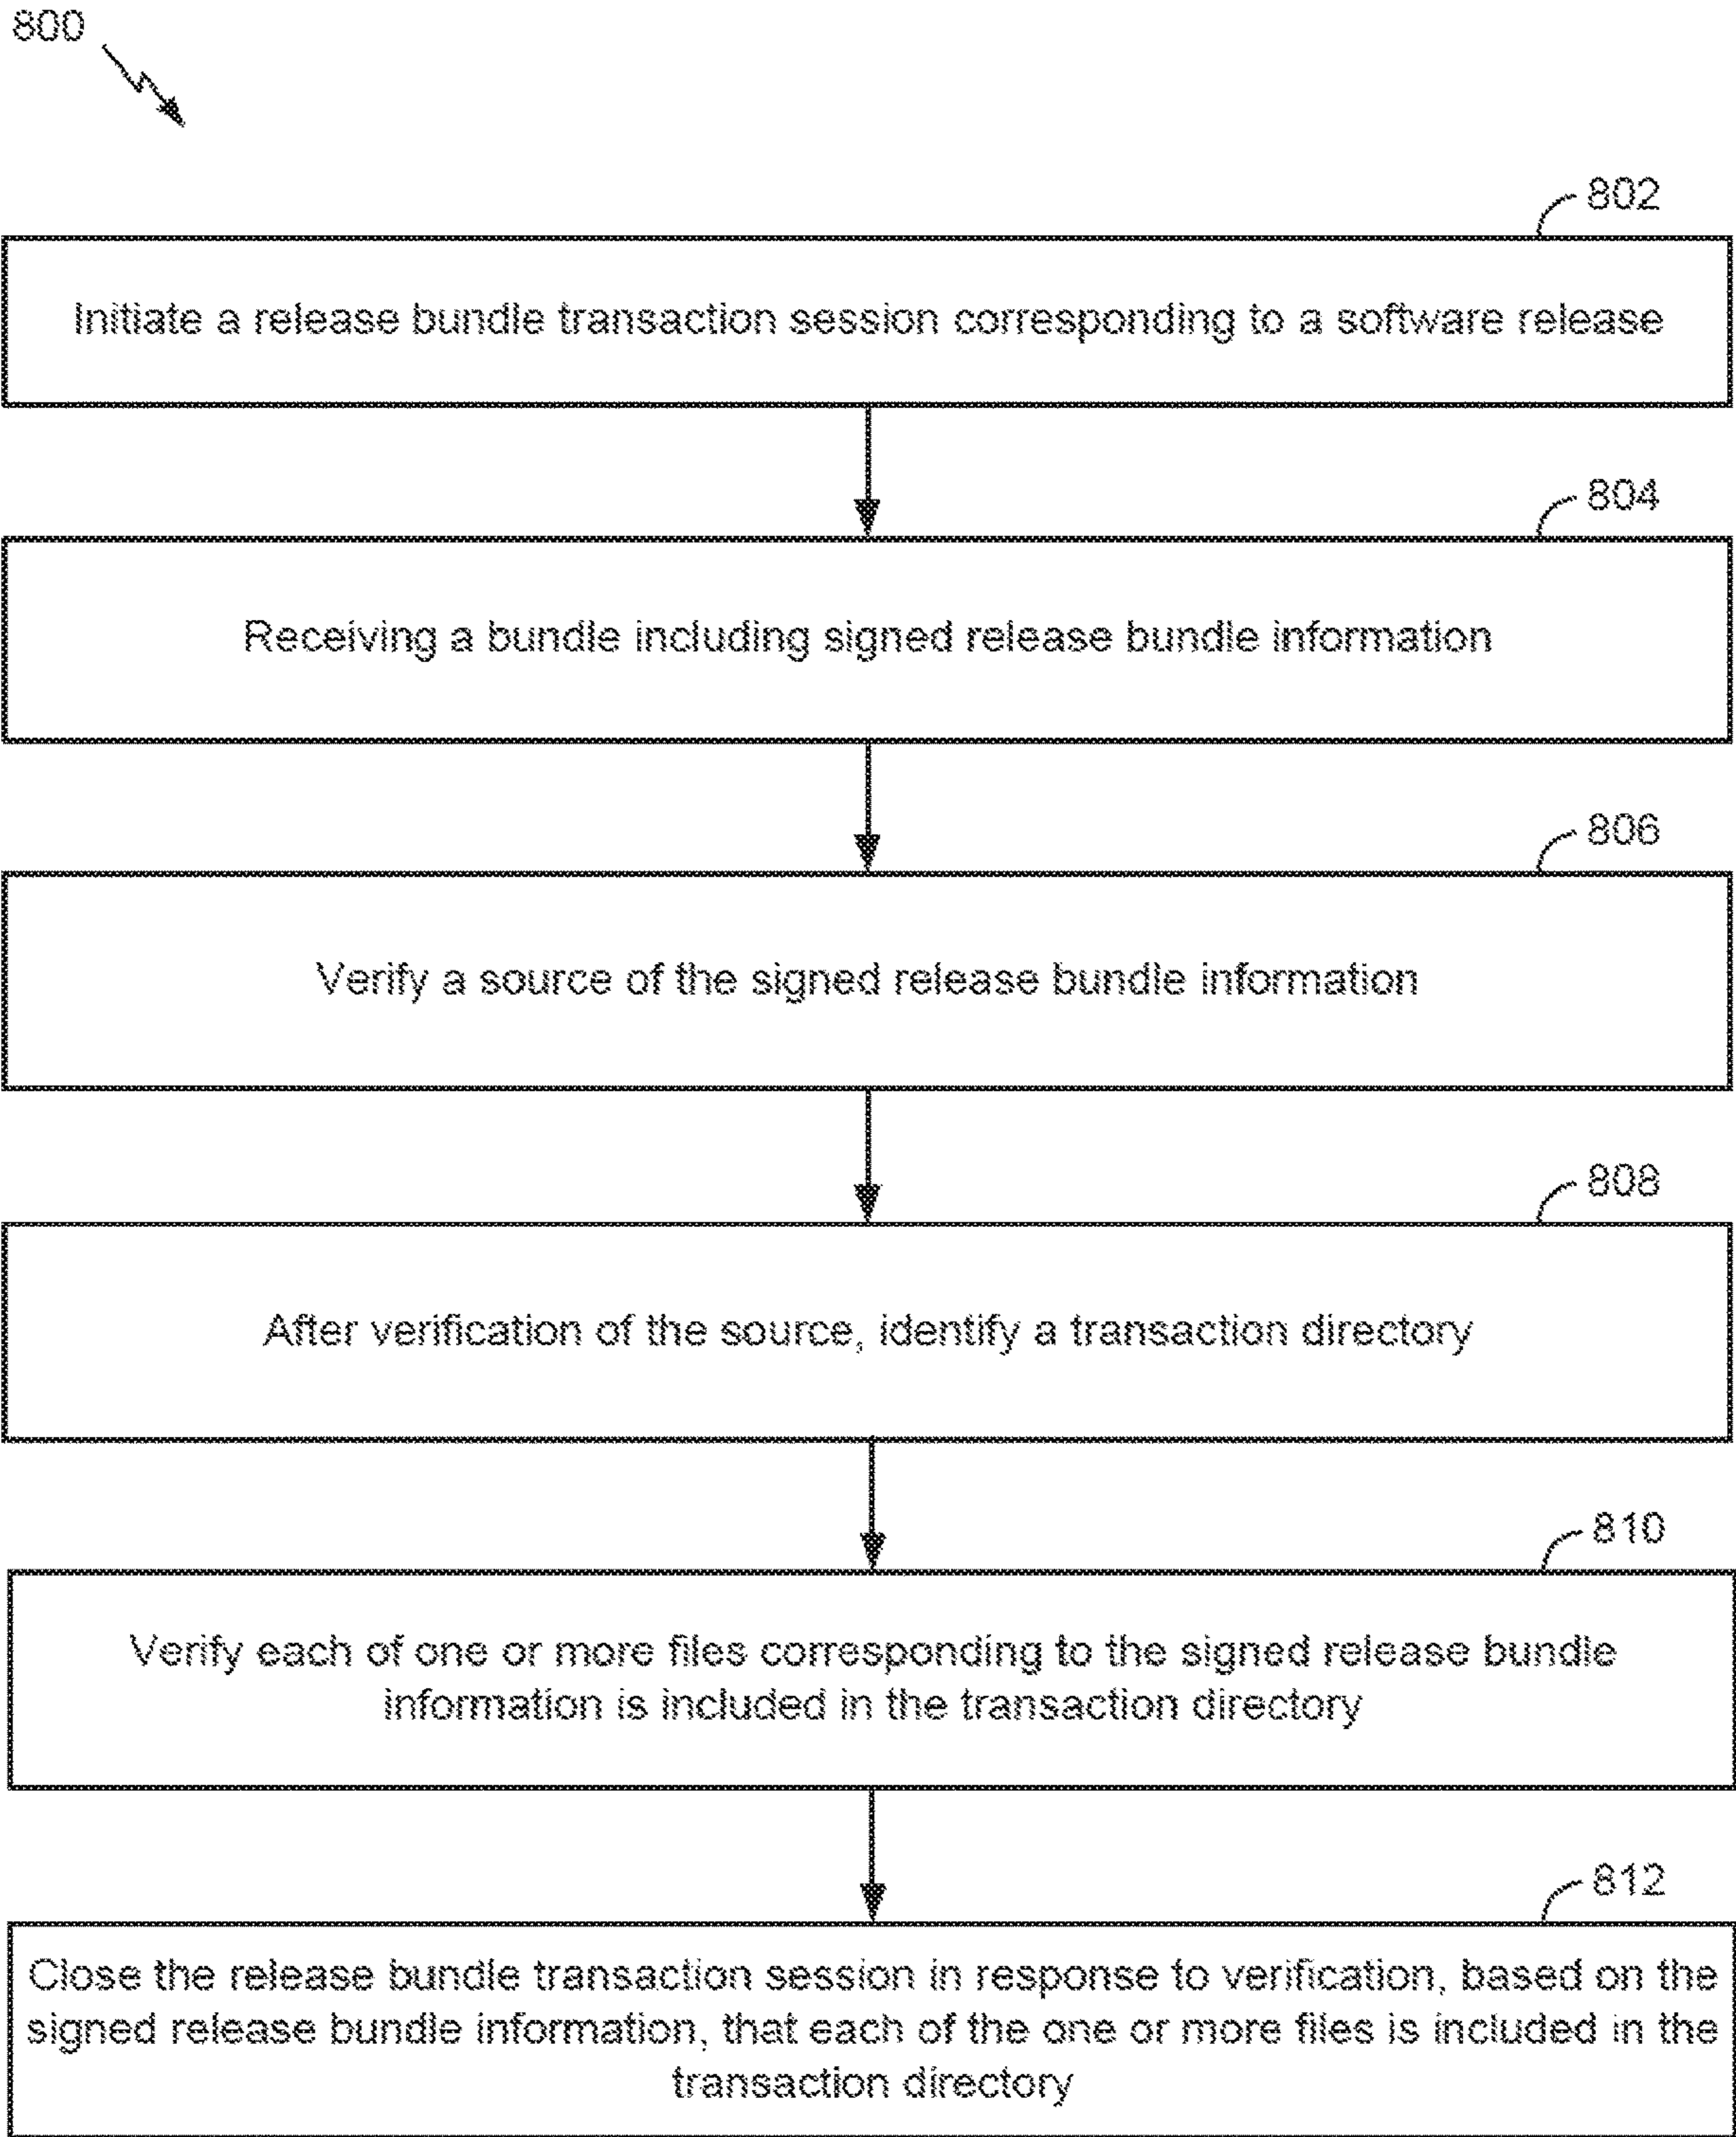 800
802
Initiate a release bundle transaction session corresponding to a software release
804
Receiving a bundle including signed release bundle information
806
Verify a source of the signed release bundle information
808
After verification of the source, identify a transaction directory
810
Verify each of one or more files corresponding to the signed release bundle
information is included in the transaction directory
812
Close the release bundle transaction session in response to verification, based on the
signed release bundle information, that each of the one or more files is included in the
transaction directory